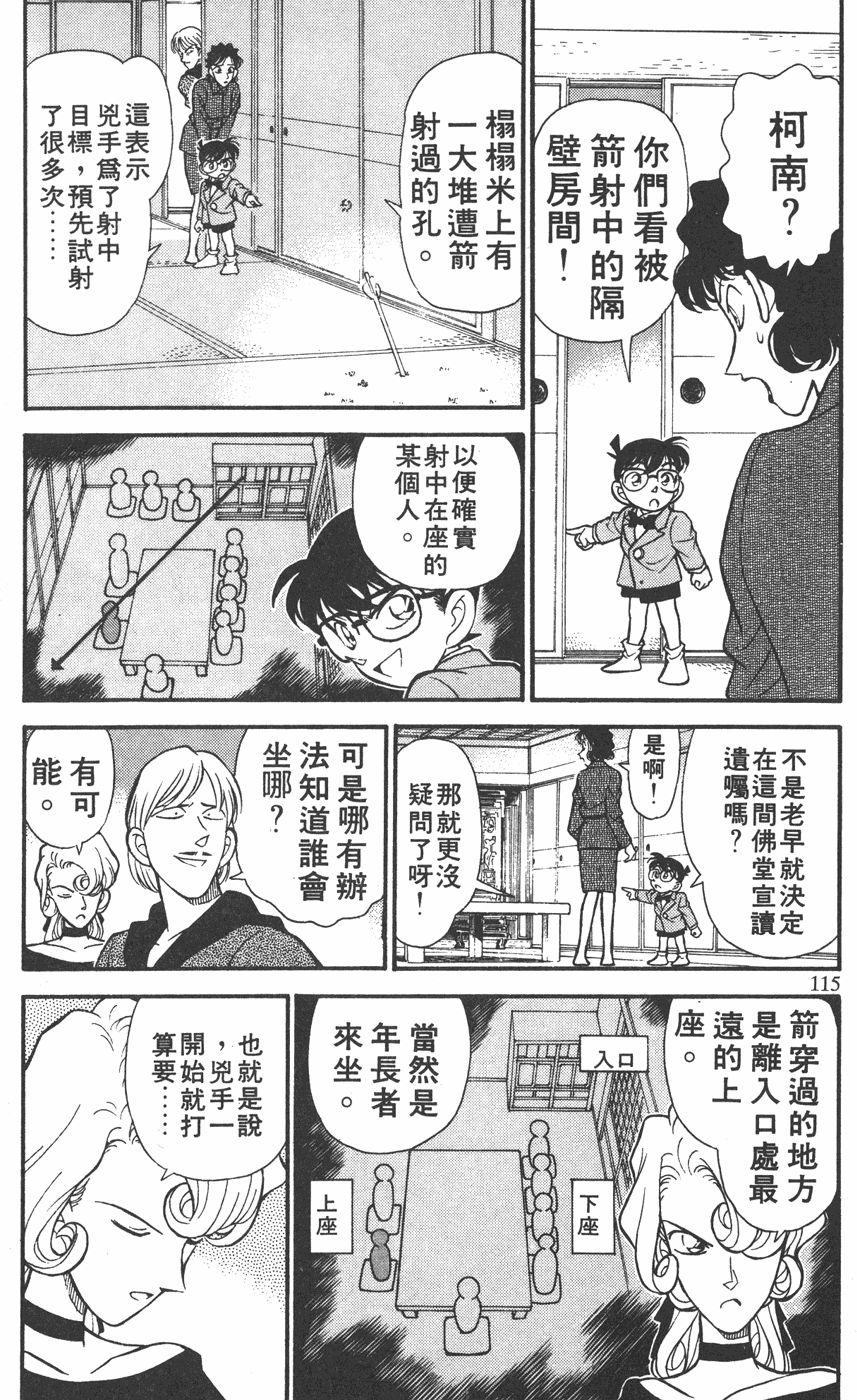 柯南?
你們看被
箭射中的隔
壁房間!
榻榻米上有
一大堆遭箭
射過的孔。
這表示
兇手爲了射中
目標,預先試射
了很多次……
以便確實
射中在座的
某個人。
不是老早就決定
在這間佛堂宣讀
遺囑嗎?
是啊!
那就更沒
疑問了呀!
可是哪有辦
法知道誰會
坐哪?
有可
能。
115
箭穿過的地方
是離入口處最
遠的上
座。
入口
下座
上座
當然是
年長者
來坐。
也就是說
,兇手一
開始就打
算要……